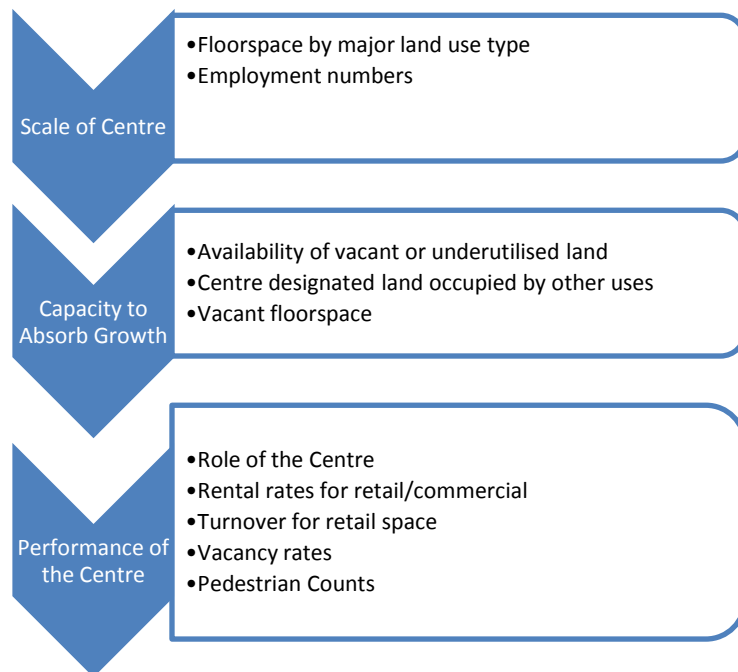 Scale of Centre
•Floorspace by major land use type
•Employment numbers
Capacity to
Absorb Growth
•Availability of vacant or underutilised land
•Centre designated land occupied by other uses
•Vacant floorspace
Performance of
the Centre
•Role of the Centre
•Rental rates for retail/commercial
•Turnover for retail space
•Vacancy rates
•Pedestrian Counts